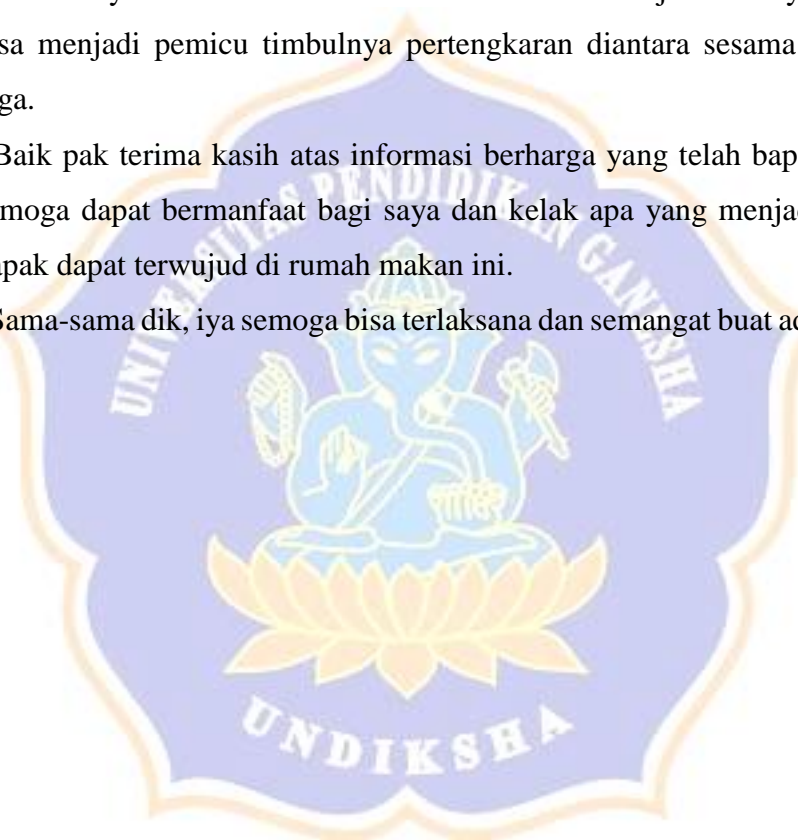 sa menjadi pemicu timbulnya pertengkaran diantara sesama
ga.
Baik pak terima kasih atas informasi berharga yang telah bap
moga dapat bermanfaat bagi saya dan kelak apa yang menja
pak dapat terwujud di rumah makan ini.
Sama-sama dik, iya semoga bisa terlaksana dan semangat buat ad
UNIVERSITAS PENDIDIKAN GANESHA
UNDIKSHA